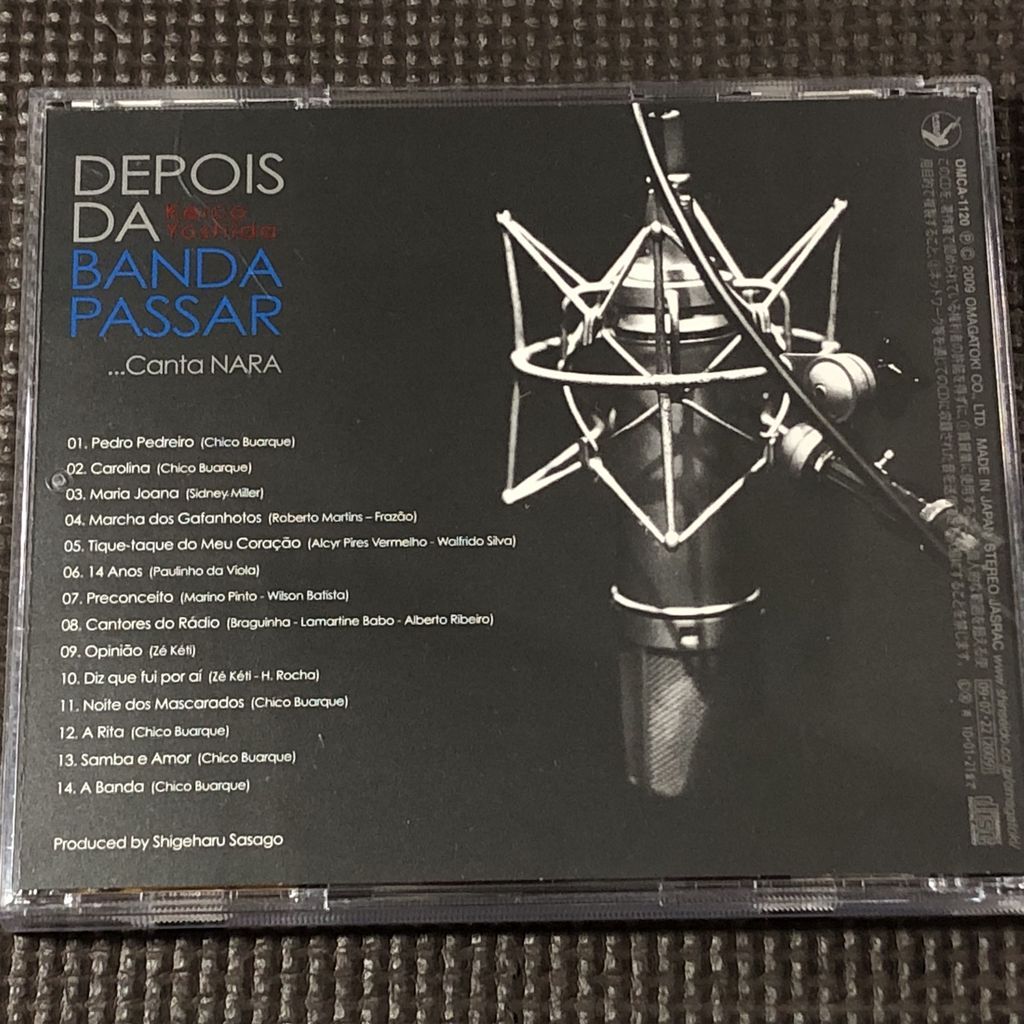 DEPOIS
DA Keico
Yoshida
BANDA
PASSAR
...Canta NARA
01. Pedro Pedreiro (Chico Buarque)
02. Carolina (Chico Buarque)
03. Maria Joana (Sidney Miller)
04. Marcha dos Gafanhotos (Roberto Martins – Frazão)
05. Tique-taque do Meu Coração (Alcyr Pires Vermelho - Walfrido Silva)
06. 14 Anos (Paulinho da Viola)
07. Preconceito (Marino Pinto - Wilson Batista)
08. Cantores do Rádio (Braguinha - Lamartine Babo - Alberto Ribeiro)
09. Opinião (Zé Kéti)
10. Diz que fui por aí (Zé Kéti - H. Rocha)
11. Noite dos Mascarados (Chico Buarque)
12. A Rita (Chico Buarque)
13. Samba e Amor (Chico Buarque)
14. A Banda (Chico Buarque)
Produced by Shigeharu Sasago
OMCA-1120 Ⓟ © 2009 OMAGATOKI CO., LTD. MADE IN JAPAN STEREO JASRAC